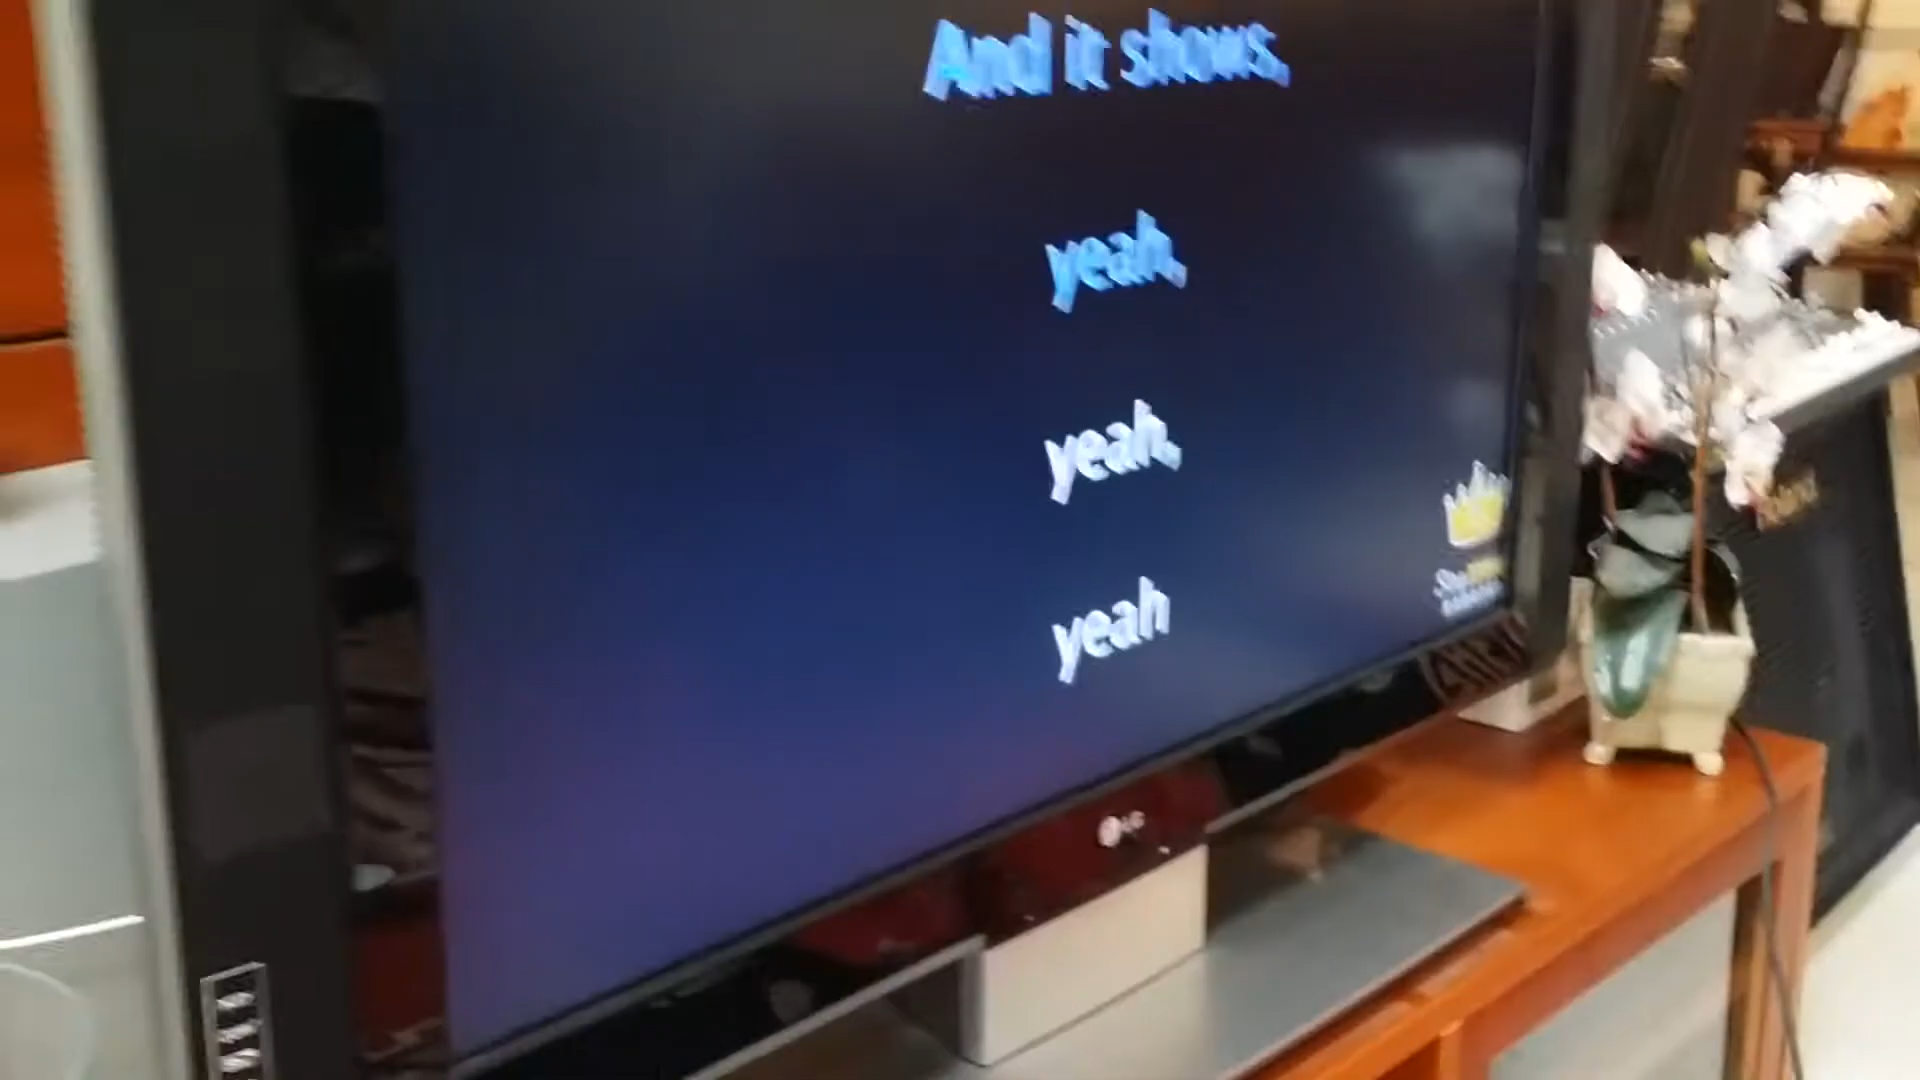 And it shows,
yeah,
yeah,
yeah
LG